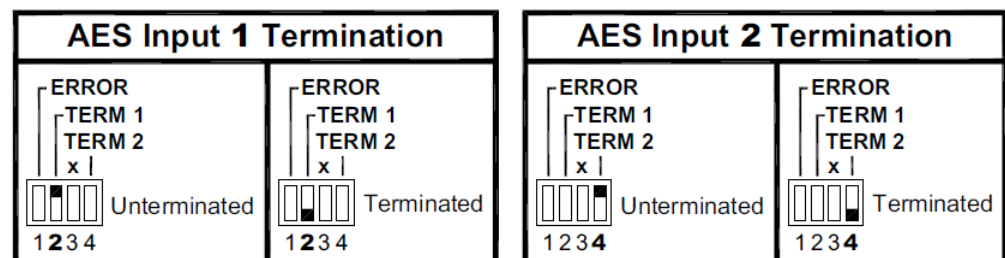 AES Input 1 Termination
ERROR
TERM 1
TERM 2
x
Unterminated
1 2 3 4
ERROR
TERM 1
TERM 2
x
Terminated
1 2 3 4
AES Input 2 Termination
ERROR
TERM 1
TERM 2
x
Unterminated
1 2 3 4
ERROR
TERM 1
TERM 2
x
Terminated
1 2 3 4